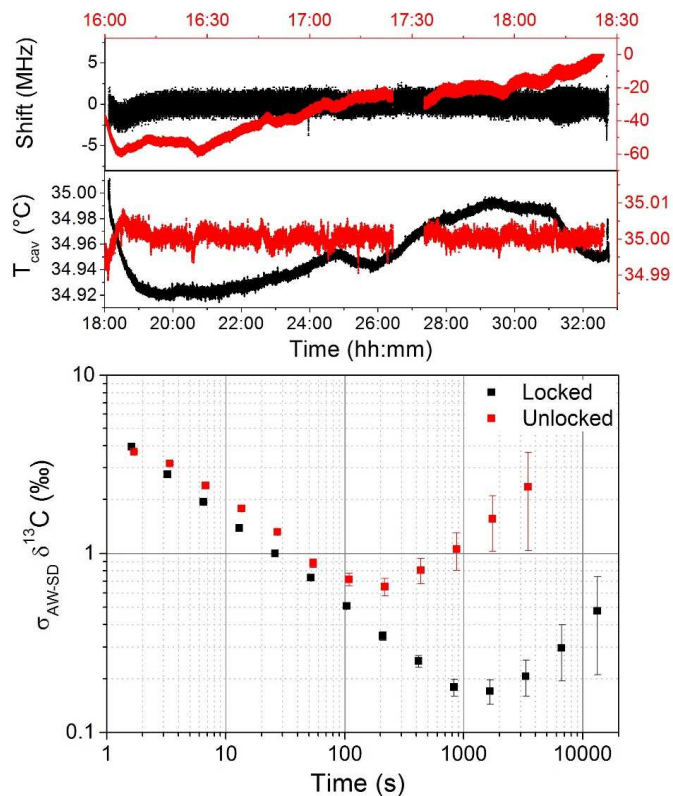 16:00 16:30 17:00 17:30 18:00 18:30
Shift (MHz)
5
0
-5
0
-20
-40
-60
T_cav (°C)
35.00
34.98
34.96
34.94
34.92
35.01
35.00
34.99
18:00 20:00 22:00 24:00 26:00 28:00 30:00 32:00
Time (hh:mm)
σ_AW-SD δ¹³C (‰)
10
1
0.1
Locked
Unlocked
1 10 100 1000 10000
Time (s)